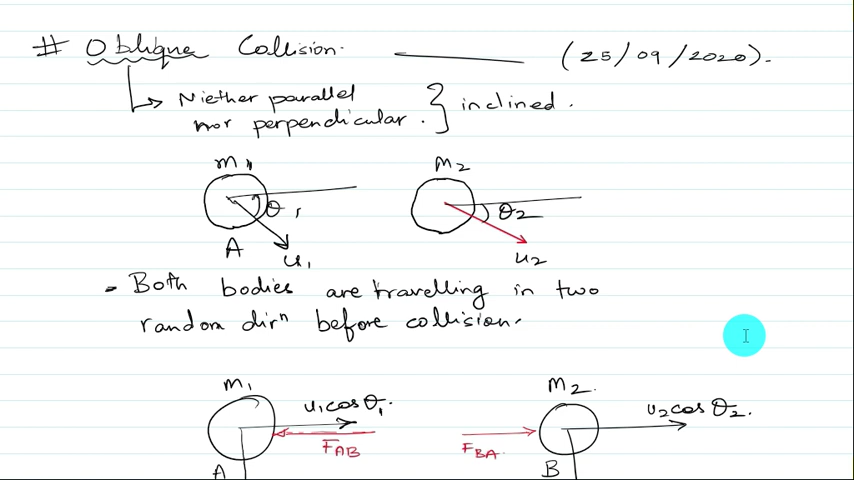 # Oblique Collision. (25/09/2020).
Niether parallel
nor perpendicular. } inclined.
m1 m2
θ1 θ2
A
u1 u2
- Both bodies are travelling in two
random dirⁿ before collision.
m1 m2.
u1cosθ1. u2cosθ2.
FAB FBA
A B